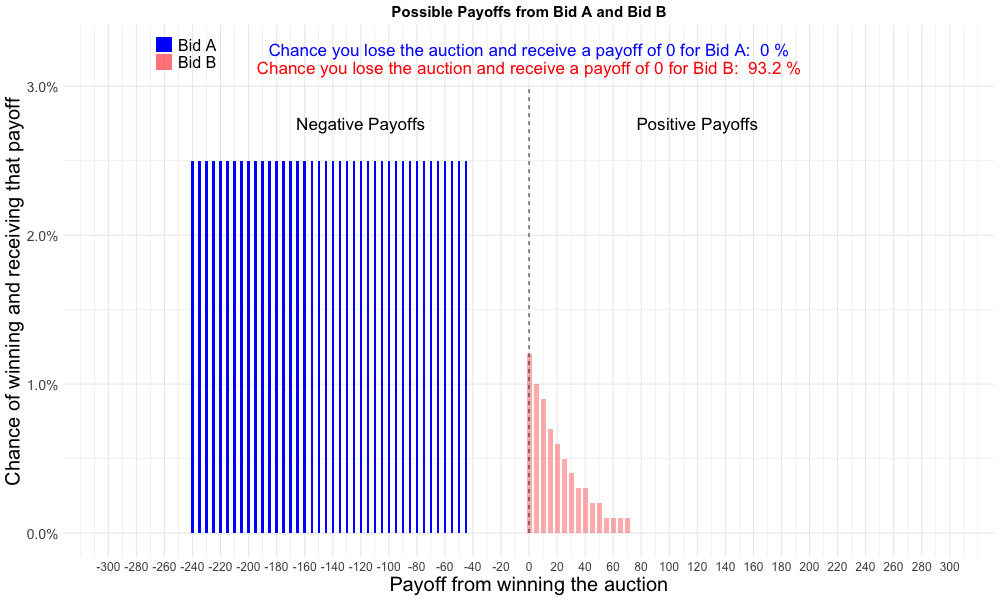 Possible Payoffs from Bid A and Bid B
Bid A
Bid B
Chance you lose the auction and receive a payoff of 0 for Bid A:  0 %
Chance you lose the auction and receive a payoff of 0 for Bid B:  93.2 %
Negative Payoffs
Positive Payoffs
Chance of winning and receiving that payoff
3.0%
2.0%
1.0%
0.0%
-300 -280 -260 -240 -220 -200 -180 -160 -140 -120 -100 -80 -60 -40 -20 0 20 40 60 80 100 120 140 160 180 200 220 240 260 280 300
Payoff from winning the auction